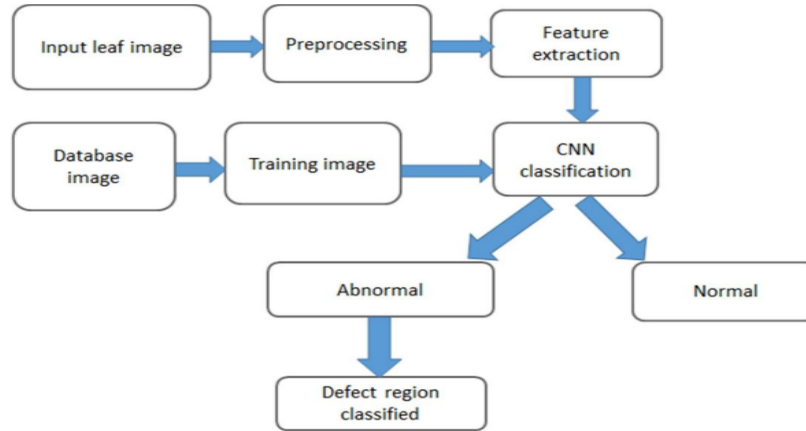 Input leaf image
Preprocessing
Feature
extraction
Database
image
Training image
CNN
classification
Abnormal
Normal
Defect region
classified